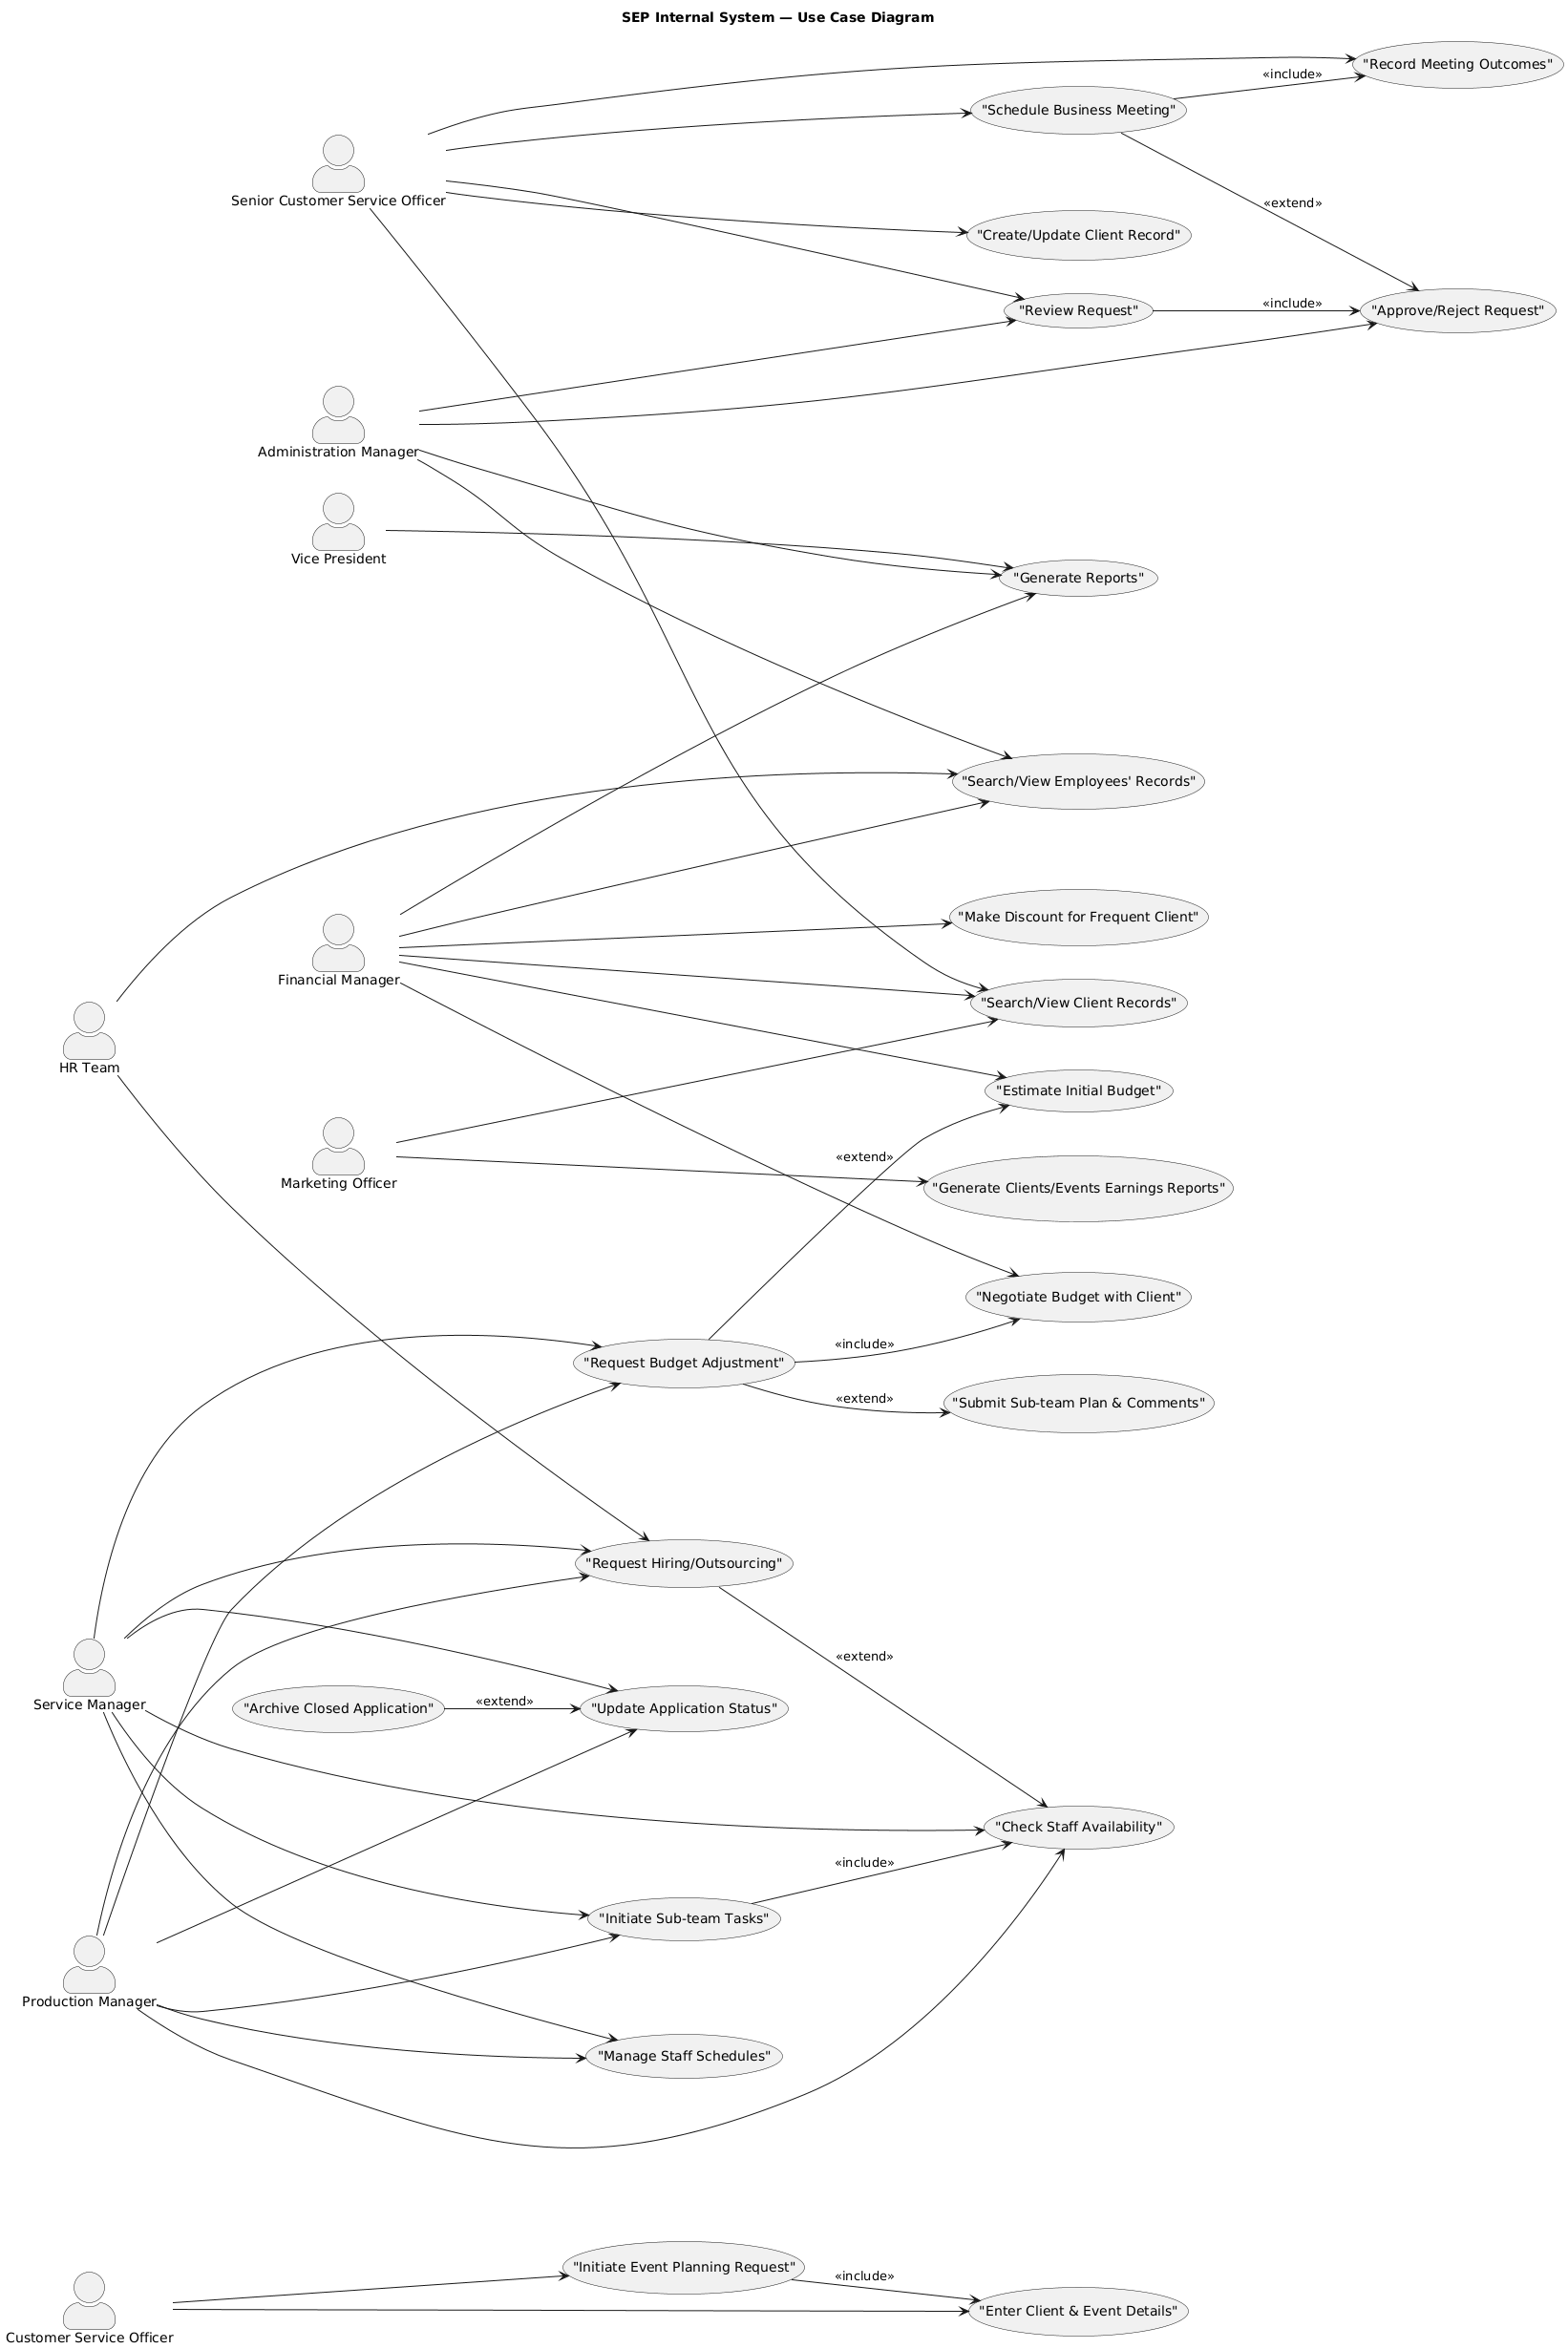 SEP Internal System — Use Case Diagram
"Record Meeting Outcomes"
«include»
"Schedule Business Meeting"
Senior Customer Service Officer
«extend»
"Create/Update Client Record"
"Review Request"
«include»
"Approve/Reject Request"
Administration Manager
Vice President
"Generate Reports"
"Search/View Employees' Records"
"Make Discount for Frequent Client"
Financial Manager
"Search/View Client Records"
HR Team
"Estimate Initial Budget"
«extend»
Marketing Officer
"Generate Clients/Events Earnings Reports"
"Negotiate Budget with Client"
«include»
"Request Budget Adjustment"
«extend»
"Submit Sub-team Plan & Comments"
"Request Hiring/Outsourcing"
«extend»
Service Manager
"Archive Closed Application"
«extend»
"Update Application Status"
"Check Staff Availability"
«include»
"Initiate Sub-team Tasks"
Production Manager
"Manage Staff Schedules"
"Initiate Event Planning Request"
«include»
"Enter Client & Event Details"
Customer Service Officer